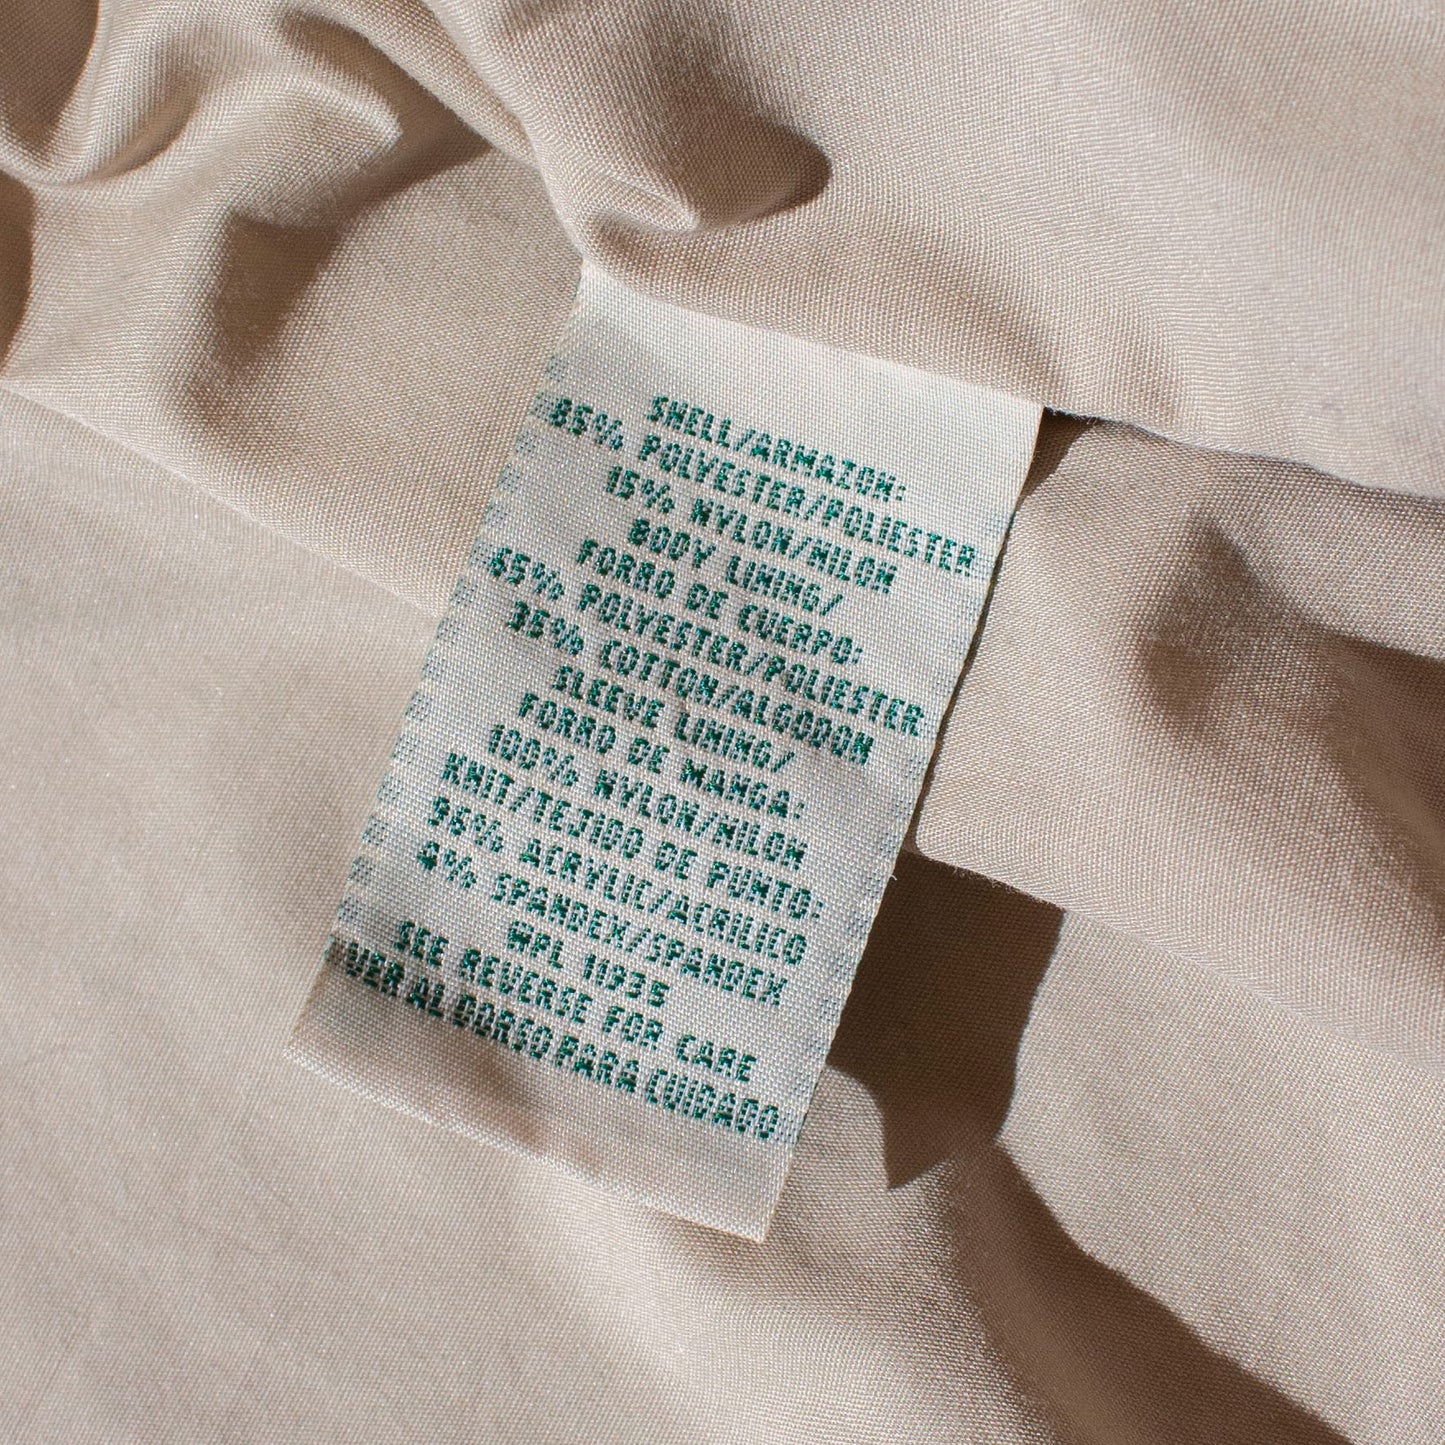 SHELL/ARMAZON:
85% POLYESTER/POLIESTER
15% NYLON/NILON
BODY LINING/
FORRO DE CUERPO:
65% POLYESTER/POLIESTER
35% COTTON/ALGODON
SLEEVE LINING/
FORRO DE MANGA:
100% NYLON/NILON
KNIT/TEJIDO DE PUNTO:
96% ACRYLIC/ACRILICO
4% SPANDEX/SPANDEX
WPL 11935
SEE REVERSE FOR CARE
VER AL DORSO PARA CUIDADO